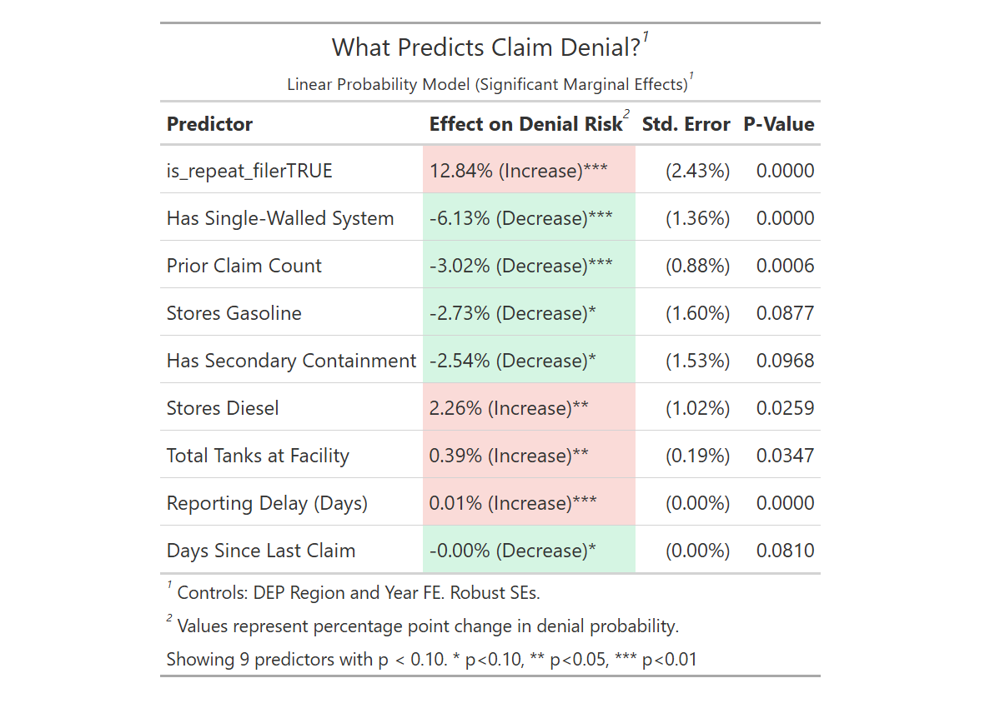 What Predicts Claim Denial?1
Linear Probability Model (Significant Marginal Effects)1
Predictor Effect on Denial Risk2 Std. Error P-Value
is_repeat_filerTRUE 12.84% (Increase)*** (2.43%) 0.0000
Has Single-Walled System -6.13% (Decrease)*** (1.36%) 0.0000
Prior Claim Count -3.02% (Decrease)*** (0.88%) 0.0006
Stores Gasoline -2.73% (Decrease)* (1.60%) 0.0877
Has Secondary Containment -2.54% (Decrease)* (1.53%) 0.0968
Stores Diesel 2.26% (Increase)** (1.02%) 0.0259
Total Tanks at Facility 0.39% (Increase)** (0.19%) 0.0347
Reporting Delay (Days) 0.01% (Increase)*** (0.00%) 0.0000
Days Since Last Claim -0.00% (Decrease)* (0.00%) 0.0810
1 Controls: DEP Region and Year FE. Robust SEs.
2 Values represent percentage point change in denial probability.
Showing 9 predictors with p < 0.10. * p<0.10, ** p<0.05, *** p<0.01